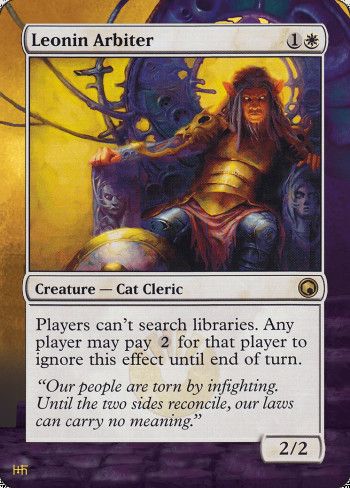 Leonin Arbiter 1
Creature — Cat Cleric
Players can't search libraries. Any
player may pay 2 for that player to
ignore this effect until end of turn.
“Our people are torn by infighting.
Until the two sides reconcile, our laws
can carry no meaning.”
2/2